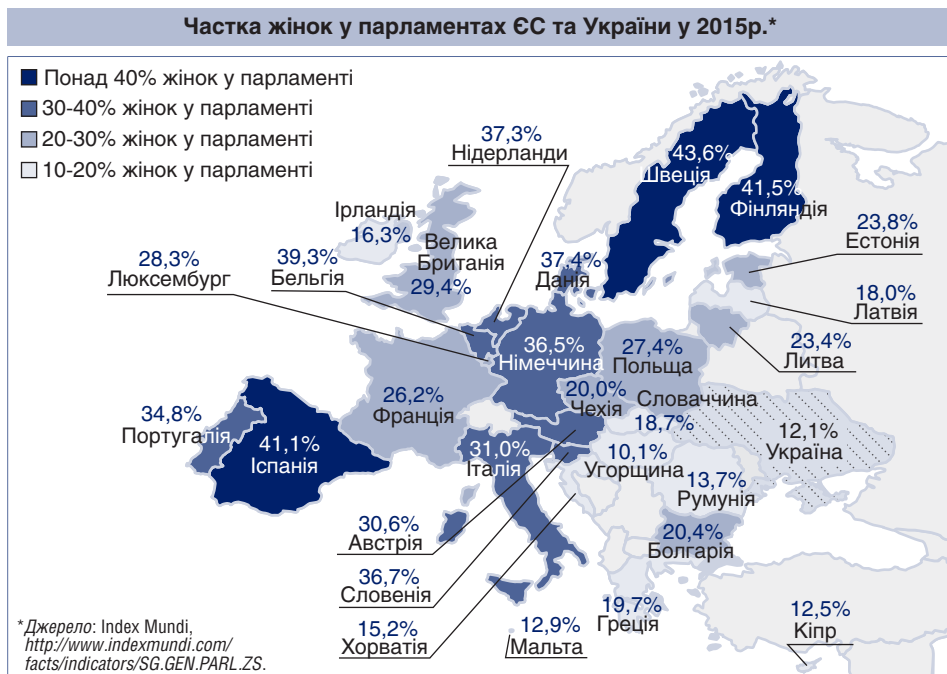 Частка жінок у парламентах ЄС та України у 2015р.*
Понад 40% жінок у парламенті
30-40% жінок у парламенті
20-30% жінок у парламенті
10-20% жінок у парламенті
37,3%
Нідерланди
43,6%
Швеція
41,5%
Фінляндія
Ірландія
16,3%
Велика
Британія
29,4%
23,8%
Естонія
28,3%
Люксембург
39,3%
Бельгія
37,4%
Данія
18,0%
Латвія
23,4%
Литва
36,5%
Німеччина
27,4%
Польща
26,2%
Франція
20,0%
Чехія
Словаччина
18,7%
34,8%
Португалія
41,1%
Іспанія
31,0%
Італія
12,1%
Україна
10,1%
Угорщина
13,7%
Румунія
30,6%
Австрія
20,4%
Болгарія
36,7%
Словенія
15,2%
Хорватія
12,9%
Мальта
19,7%
Греція
12,5%
Кіпр
*Джерело: Index Mundi,
http://www.indexmundi.com/
facts/indicators/SG.GEN.PARL.ZS.